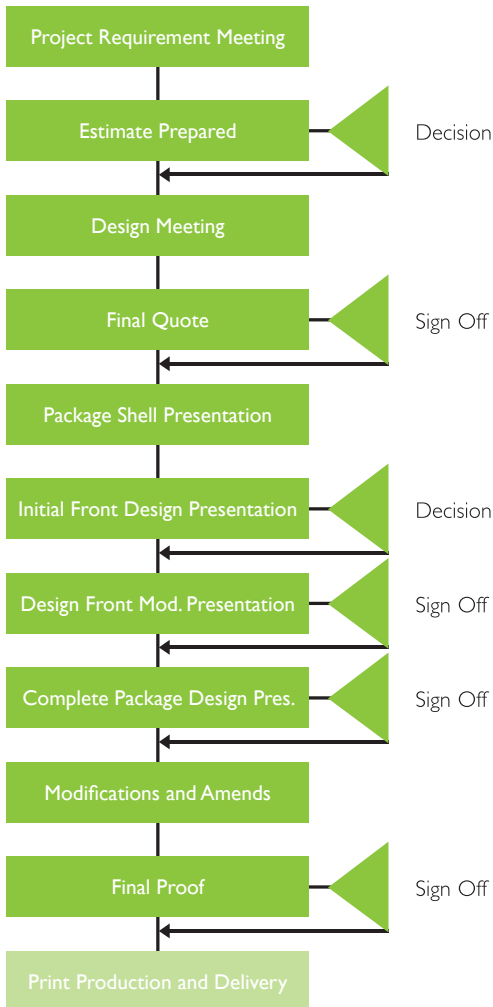 Project Requirement Meeting
Estimate Prepared
Decision
Design Meeting
Final Quote
Sign Off
Package Shell Presentation
Initial Front Design Presentation
Decision
Design Front Mod. Presentation
Sign Off
Complete Package Design Pres.
Sign Off
Modifications and Amends
Final Proof
Sign Off
Print Production and Delivery